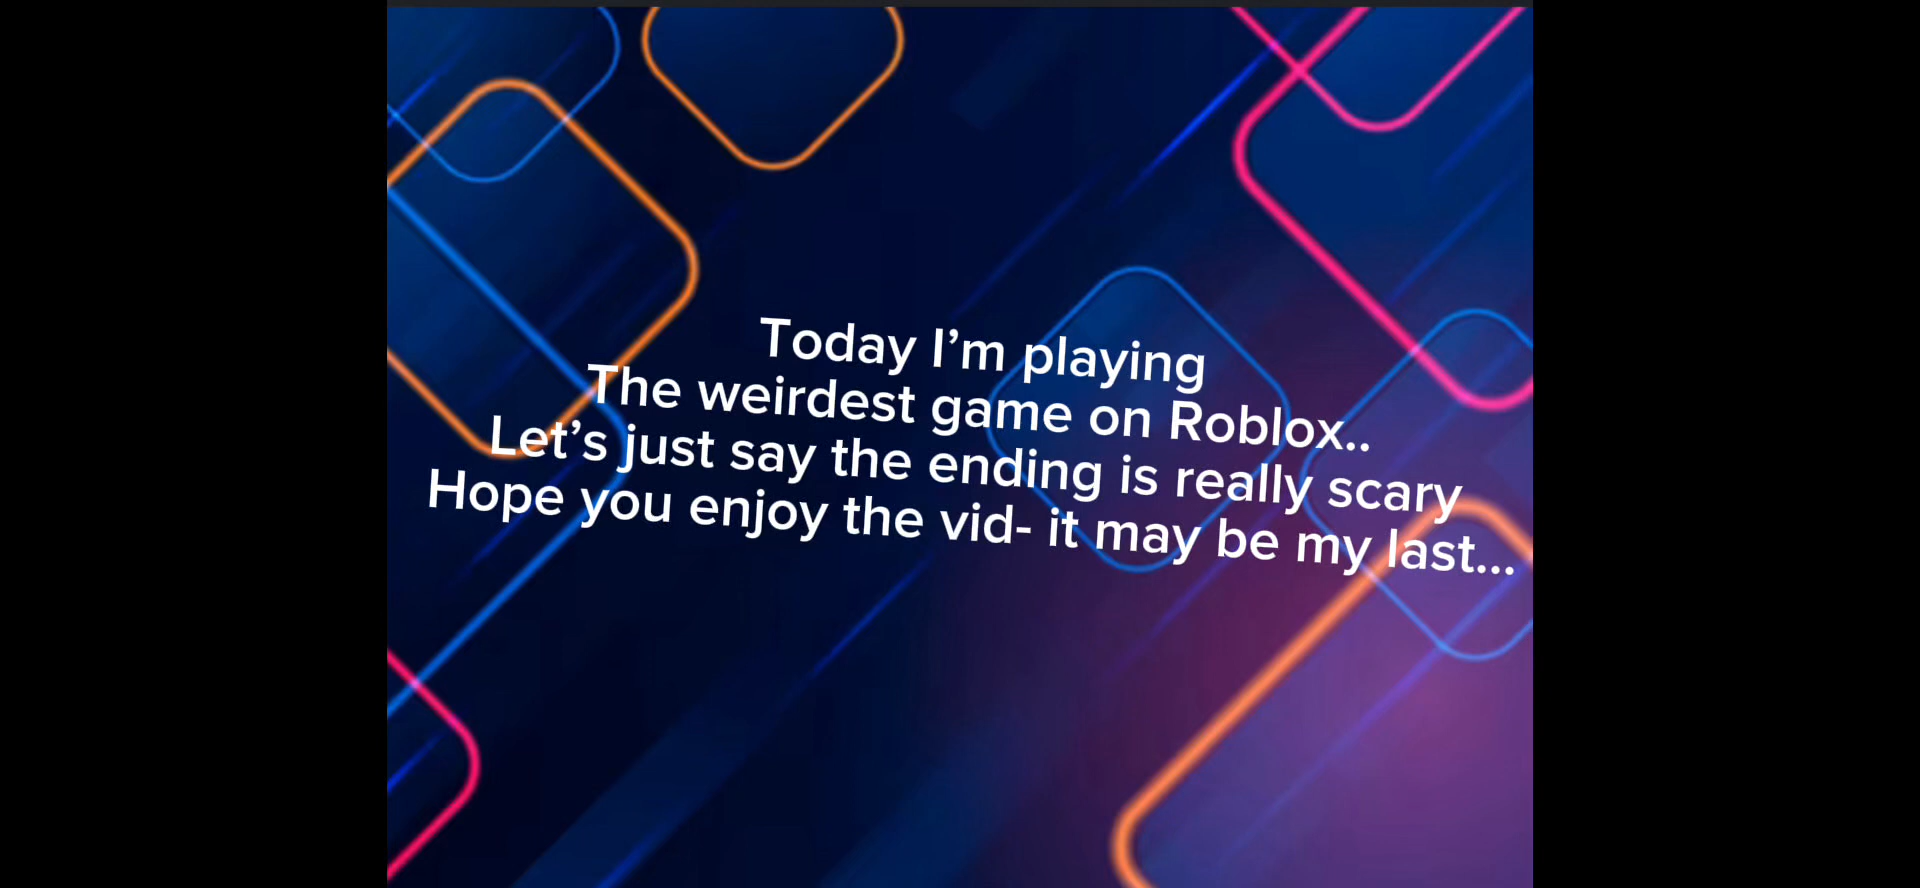 Today I’m playing
The weirdest game on Roblox..
Let’s just say the ending is really scary
Hope you enjoy the vid- it may be my last...